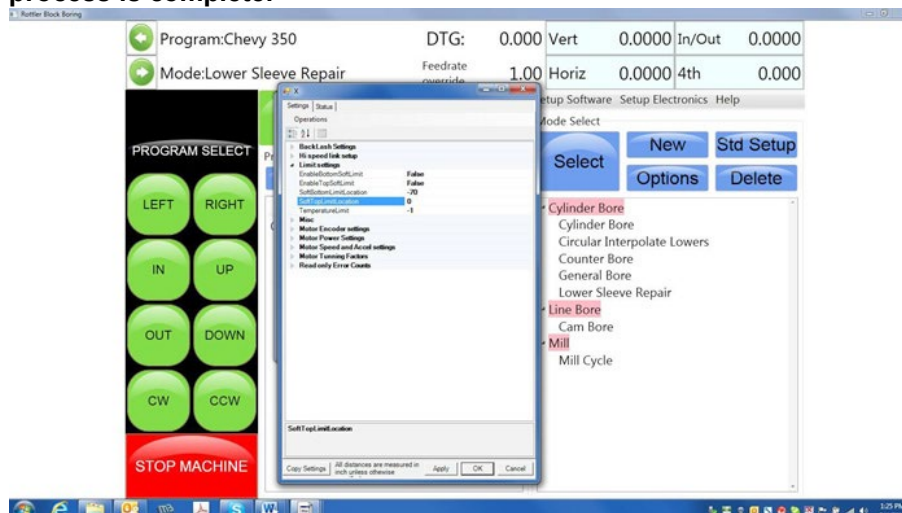 process is complete.
Rottler Block Boring
Program:Chevy 350
DTG: 0.000
Vert 0.0000 In/Out 0.0000
Mode:Lower Sleeve Repair
Feedrate
override 1.00
Horiz 0.0000 4th 0.000
X
etup Software Setup Electronics Help
Settings Status
Operations
Mode Select
PROGRAM SELECT
Select
New
Std Setup
Options
Delete
BackLash Settings
Hi speed link setup
Limit settings
EnableBottomSoftLimit False
EnableTopSoftLimit False
SoftBottomLimitLocation -70
SoftTopLimitLocation 0
TemperatureLimit -1
Misc
Motor Encoder settings
Motor Power Settings
Motor Speed and Accel settings
Motor Tunning Factors
Read only Error Counts
LEFT RIGHT
IN UP
OUT DOWN
CW CCW
STOP MACHINE
Cylinder Bore
Cylinder Bore
Circular Interpolate Lowers
Counter Bore
General Bore
Lower Sleeve Repair
Line Bore
Cam Bore
Mill
Mill Cycle
SoftTopLimitLocation
Copy Settings
All distances are measured in
inch unless otherwise
Apply OK Cancel
1:25 PM